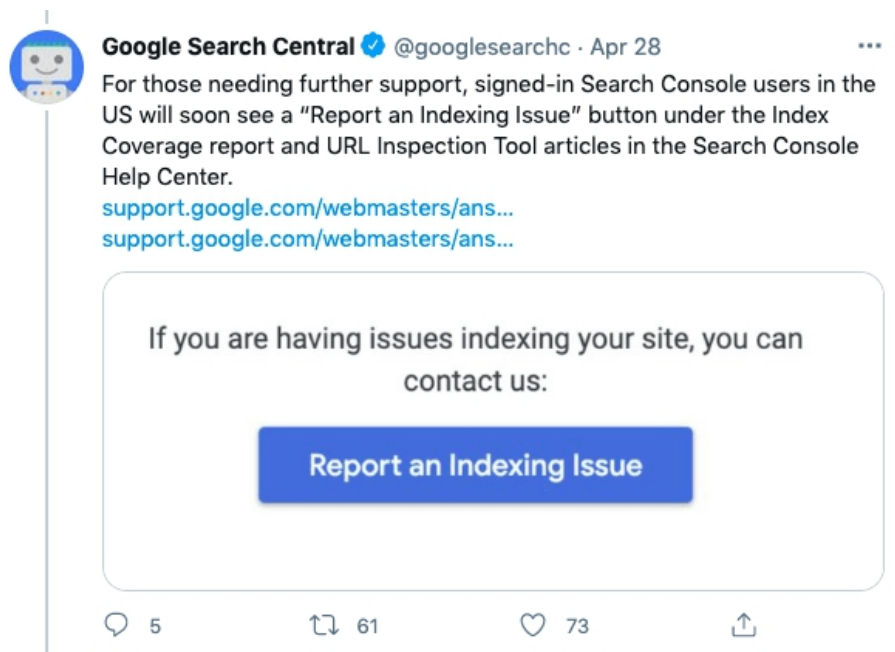 Google Search Central @googlesearchc · Apr 28
For those needing further support, signed-in Search Console users in the
US will soon see a “Report an Indexing Issue” button under the Index
Coverage report and URL Inspection Tool articles in the Search Console
Help Center.
support.google.com/webmasters/ans...
support.google.com/webmasters/ans...
If you are having issues indexing your site, you can
contact us:
Report an Indexing Issue
5 61 73